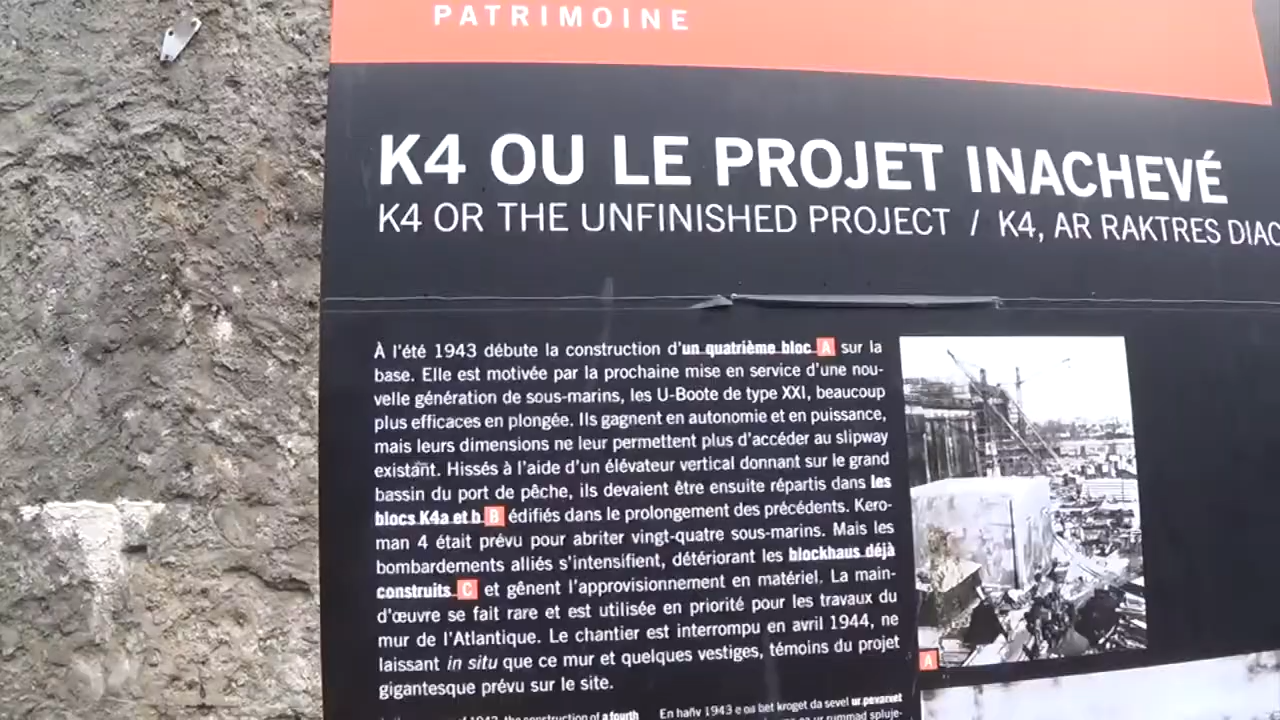 PATRIMOINE
K4 OU LE PROJET INACHEVÉ
K4 OR THE UNFINISHED PROJECT / K4, AR RAKTRES DIAC
À l'été 1943 débute la construction d'un quatrième bloc A sur la
base. Elle est motivée par la prochaine mise en service d'une nou-
velle génération de sous-marins, les U-Boote de type XXI, beaucoup
plus efficaces en plongée. Ils gagnent en autonomie et en puissance,
mais leurs dimensions ne leur permettent plus d'accéder au slipway
existant. Hissés à l'aide d'un élévateur vertical donnant sur le grand
bassin du port de pêche, ils devaient être ensuite répartis dans les
blocs K4a et b B édifiés dans le prolongement des précédents. Kero-
man 4 était prévu pour abriter vingt-quatre sous-marins. Mais les
bombardements alliés s'intensifient, détériorant les blockhaus déjà
construits C et gênent l'approvisionnement en matériel. La main-
d'œuvre se fait rare et est utilisée en priorité pour les travaux du
mur de l'Atlantique. Le chantier est interrompu en avril 1944, ne
laissant in situ que ce mur et quelques vestiges, témoins du projet
gigantesque prévu sur le site.
A
of 1943, the construction of a fourth
En hañv 1943 e oa bet kroget da sevel ur pevarvet